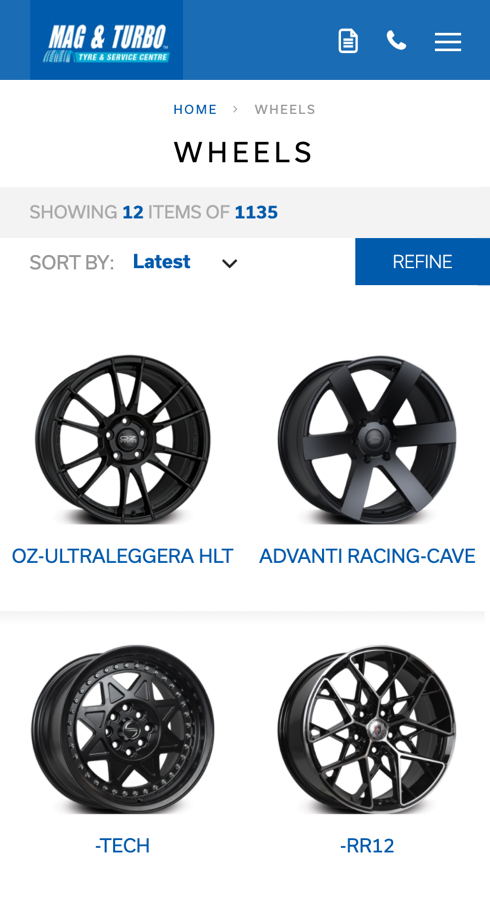 MAG & TURBO™
TYRE & SERVICE CENTRE
HOME > WHEELS
WHEELS
SHOWING 12 ITEMS OF 1135
SORT BY: Latest
REFINE
OZ-ULTRALEGGERA HLT
ADVANTI RACING-CAVE
-TECH
-RR12